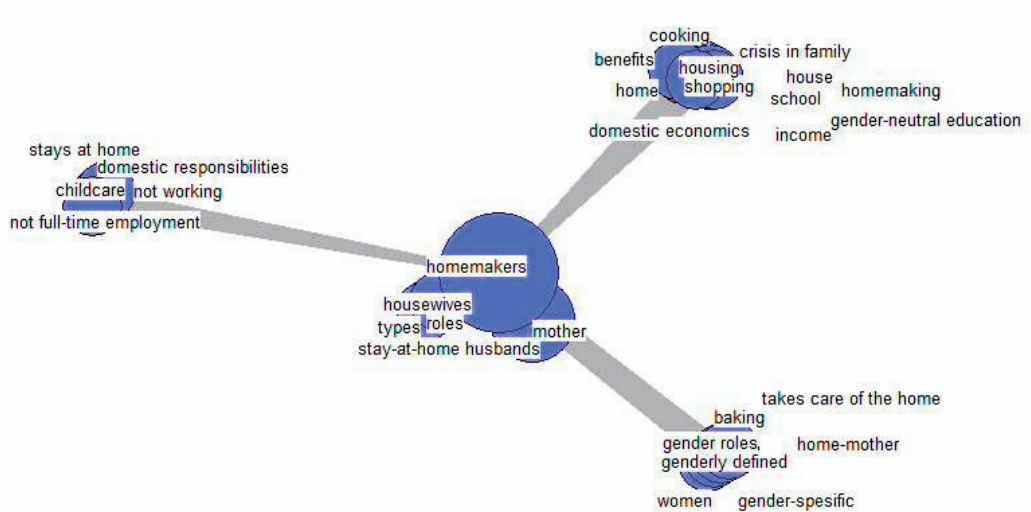 cooking
crisis in family
benefits
housing
house
home
shopping
school
homemaking
domestic economics
income
gender-neutral education
stays at home
domestic responsibilities
childcare
not working
not full-time employment
homemakers
housewives
types
roles
mother
stay-at-home husbands
takes care of the home
baking
gender roles,
genderly defined
home-mother
women
gender-spesific